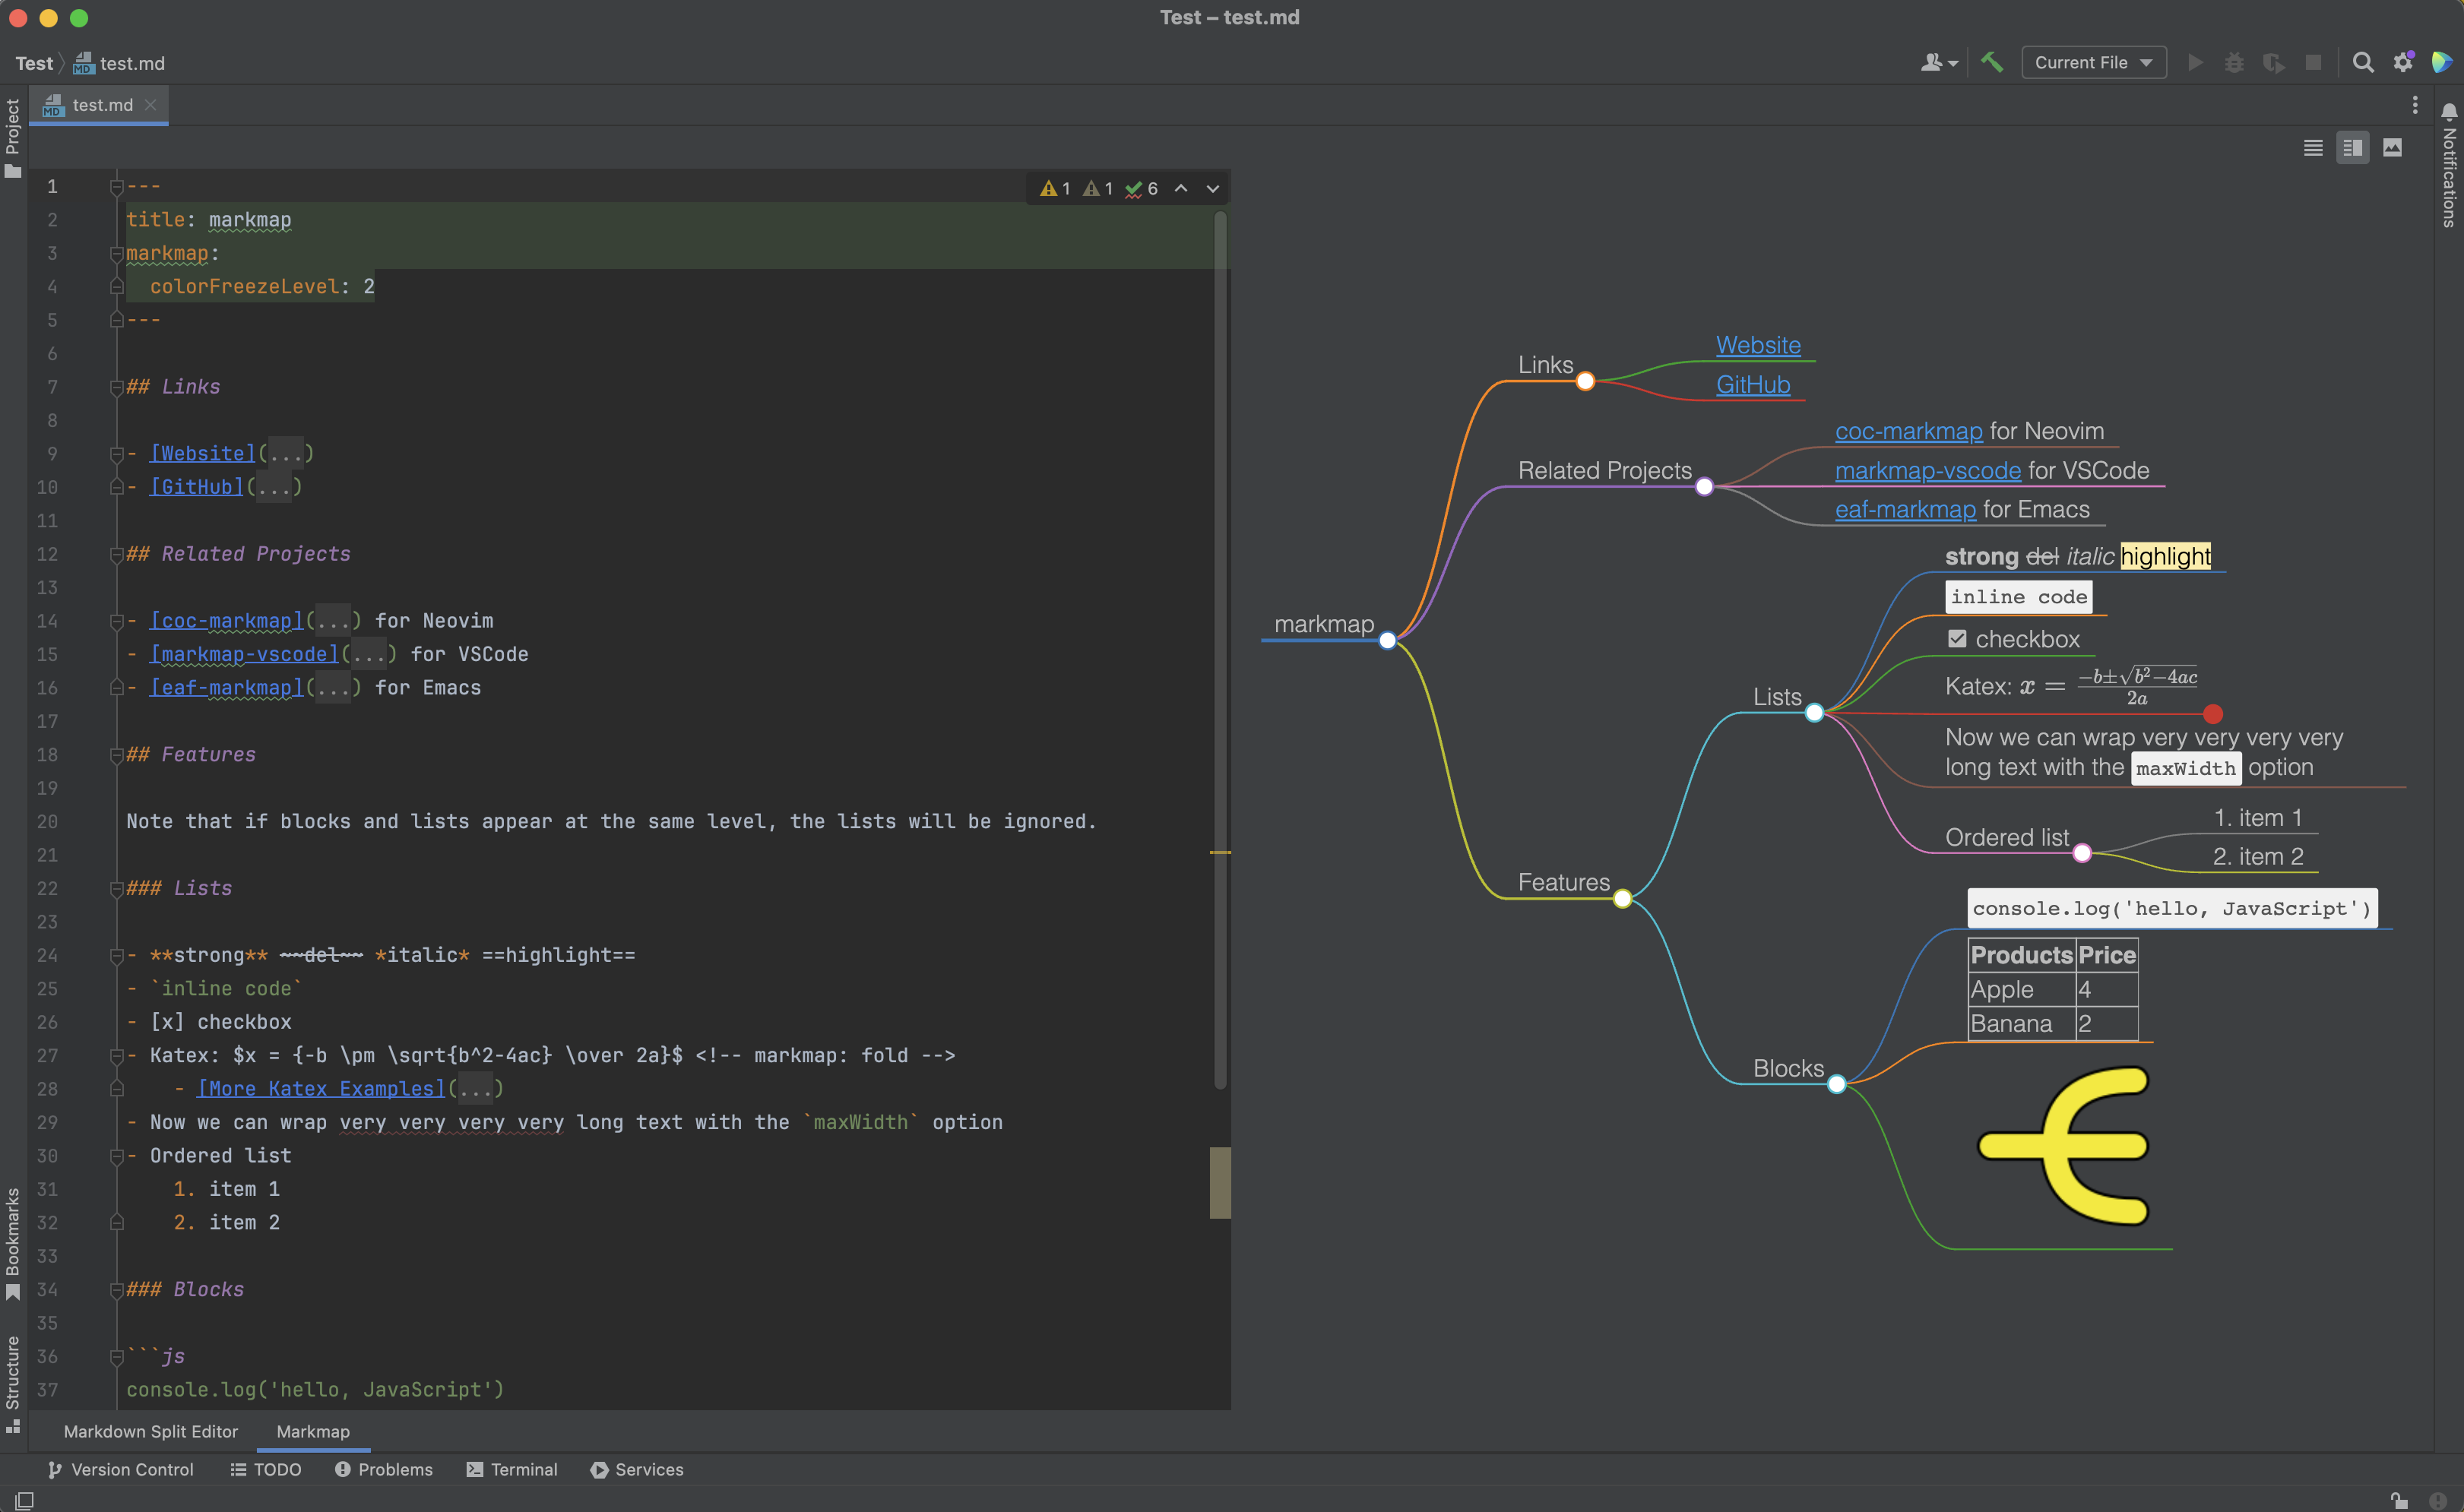 Test – test.md
Test
test.md
Current File
test.md
Project
Notifications
1 ---
1 1 6
2 title: markmap
3 markmap:
4 colorFreezeLevel: 2
5 ---
6
7 ## Links
8
9 - [Website](...)
10 - [GitHub](...)
11
12 ## Related Projects
13
14 - [coc-markmap](...) for Neovim
15 - [markmap-vscode](...) for VSCode
16 - [eaf-markmap](...) for Emacs
17
18 ## Features
19
20 Note that if blocks and lists appear at the same level, the lists will be ignored.
21
22 ### Lists
23
24 - **strong** ~~del~~ *italic* ==highlight==
25 - `inline code`
26 - [x] checkbox
27 - Katex: $x = {-b \pm \sqrt{b^2-4ac} \over 2a}$ <!-- markmap: fold -->
28 - [More Katex Examples](...)
29 - Now we can wrap very very very very long text with the `maxWidth` option
30 - Ordered list
31 1. item 1
32 2. item 2
33
34 ### Blocks
35
36 ```js
37 console.log('hello, JavaScript')
markmap
Links
Website
GitHub
Related Projects
coc-markmap for Neovim
markmap-vscode for VSCode
eaf-markmap for Emacs
Features
Lists
strong del italic highlight
inline code
checkbox
Katex: x = −b±√b²−4ac / 2a
Now we can wrap very very very very
long text with the maxWidth option
Ordered list
1. item 1
2. item 2
Blocks
console.log('hello, JavaScript')
Products Price
Apple 4
Banana 2
Bookmarks
Structure
Markdown Split Editor
Markmap
Version Control
TODO
Problems
Terminal
Services